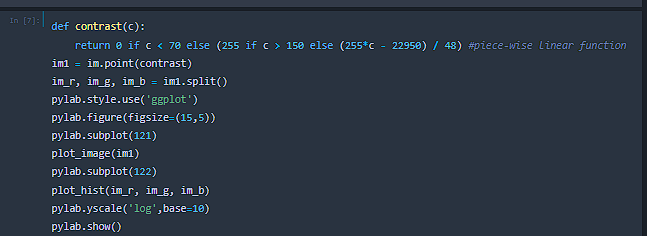 In [7]:
def contrast(c):
    return 0 if c < 70 else (255 if c > 150 else (255*c - 22950) / 48) #piece-wise linear function
im1 = im.point(contrast)
im_r, im_g, im_b = im1.split()
pylab.style.use('ggplot')
pylab.figure(figsize=(15,5))
pylab.subplot(121)
plot_image(im1)
pylab.subplot(122)
plot_hist(im_r, im_g, im_b)
pylab.yscale('log',base=10)
pylab.show()